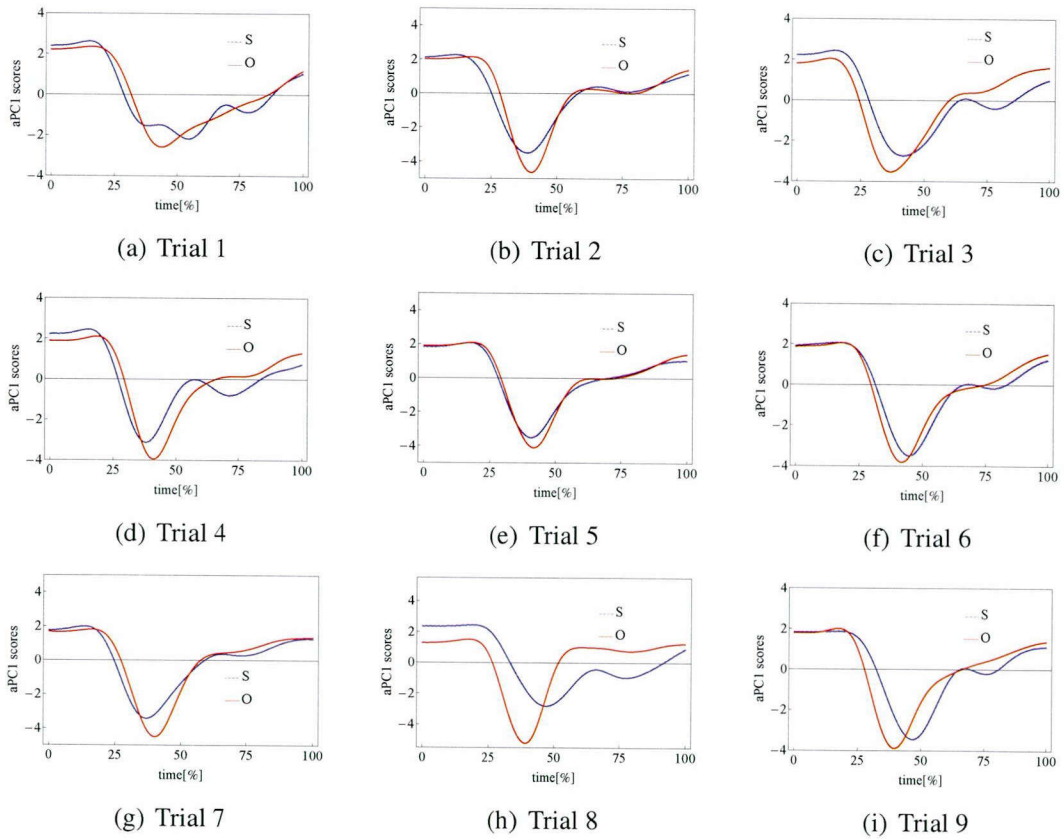 4
2
0
−2
−4
aPC1 scores
S
O
0 25 50 75 100
time[%]
(a) Trial 1
4
2
0
−2
−4
aPC1 scores
S
O
0 25 50 75 100
time[%]
(b) Trial 2
4
2
0
−2
−4
aPC1 scores
S
O
0 25 50 75 100
time[%]
(c) Trial 3
4
2
0
−2
−4
aPC1 scores
S
O
0 25 50 75 100
time[%]
(d) Trial 4
4
2
0
−2
−4
aPC1 scores
S
O
0 25 50 75 100
time[%]
(e) Trial 5
4
2
0
−2
−4
aPC1 scores
S
O
0 25 50 75 100
time[%]
(f) Trial 6
4
2
0
−2
−4
aPC1 scores
S
O
0 25 50 75 100
time[%]
(g) Trial 7
4
2
0
−2
−4
aPC1 scores
S
O
0 25 50 75 100
time[%]
(h) Trial 8
4
2
0
−2
−4
aPC1 scores
S
O
0 25 50 75 100
time[%]
(i) Trial 9